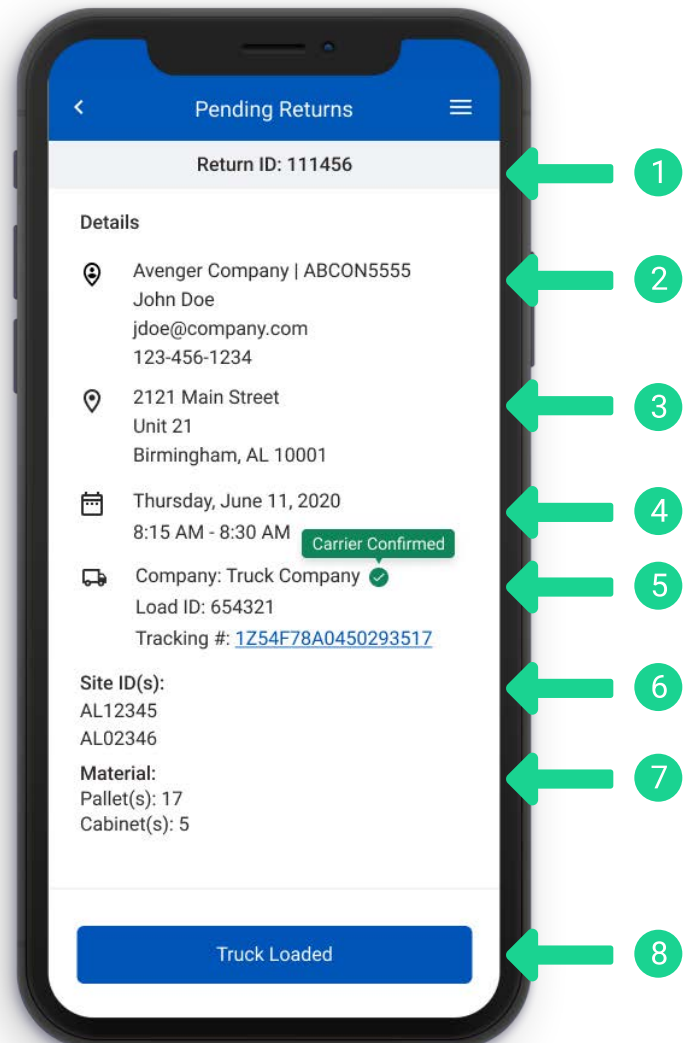 Pending Returns
Return ID: 111456
1
Details
Avenger Company | ABCON5555
2
John Doe
jdoe@company.com
123-456-1234
2121 Main Street
3
Unit 21
Birmingham, AL 10001
Thursday, June 11, 2020
4
8:15 AM - 8:30 AM
Carrier Confirmed
Company: Truck Company
5
Load ID: 654321
Tracking #: 1Z54F78A0450293517
Site ID(s):
6
AL12345
AL02346
Material:
7
Pallet(s): 17
Cabinet(s): 5
Truck Loaded
8